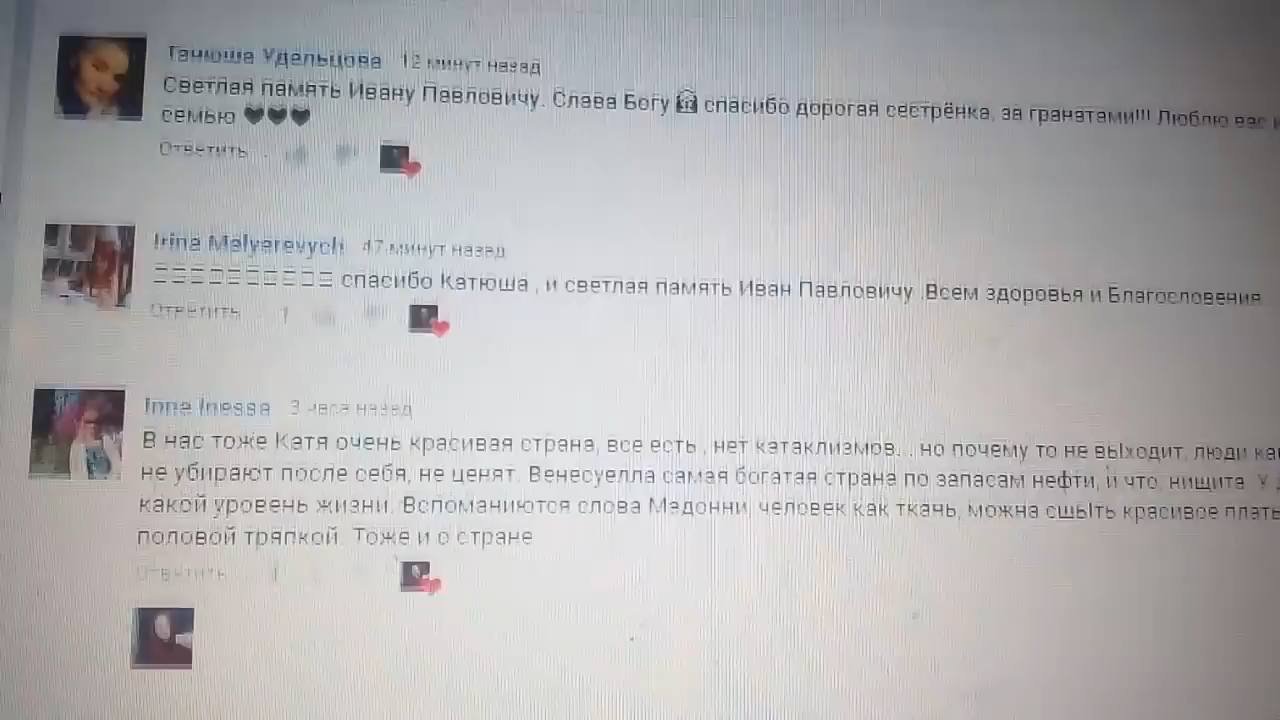 Танюша Удельцова 12 минут назад
Светлая память Ивану Павловичу. Слава Богу спасибо дорогая сестрёнка, за гранатами!!! Люблю вас
семью 🖤🖤🖤
Ответить
Irina Malyarevych 47 минут назад
спасибо Катюша , и светлая память Иван Павловичу .Всем здоровья и Благословения
Ответить 1
Inna Inessa 3 часа назад
В нас тоже Катя очень красивая страна, все есть , нет катаклизмов. . но почему то не выходит, люди
не убирают после себя, не ценят. Венесуелла самая богатая страна по запасам нефти, и что, нищита. У
какой уровень жизни. Вспоманиются слова Мадонни, человек как ткачь, можна сшыть красивое
половой тряпкой. Тоже и о стране
Ответить 1